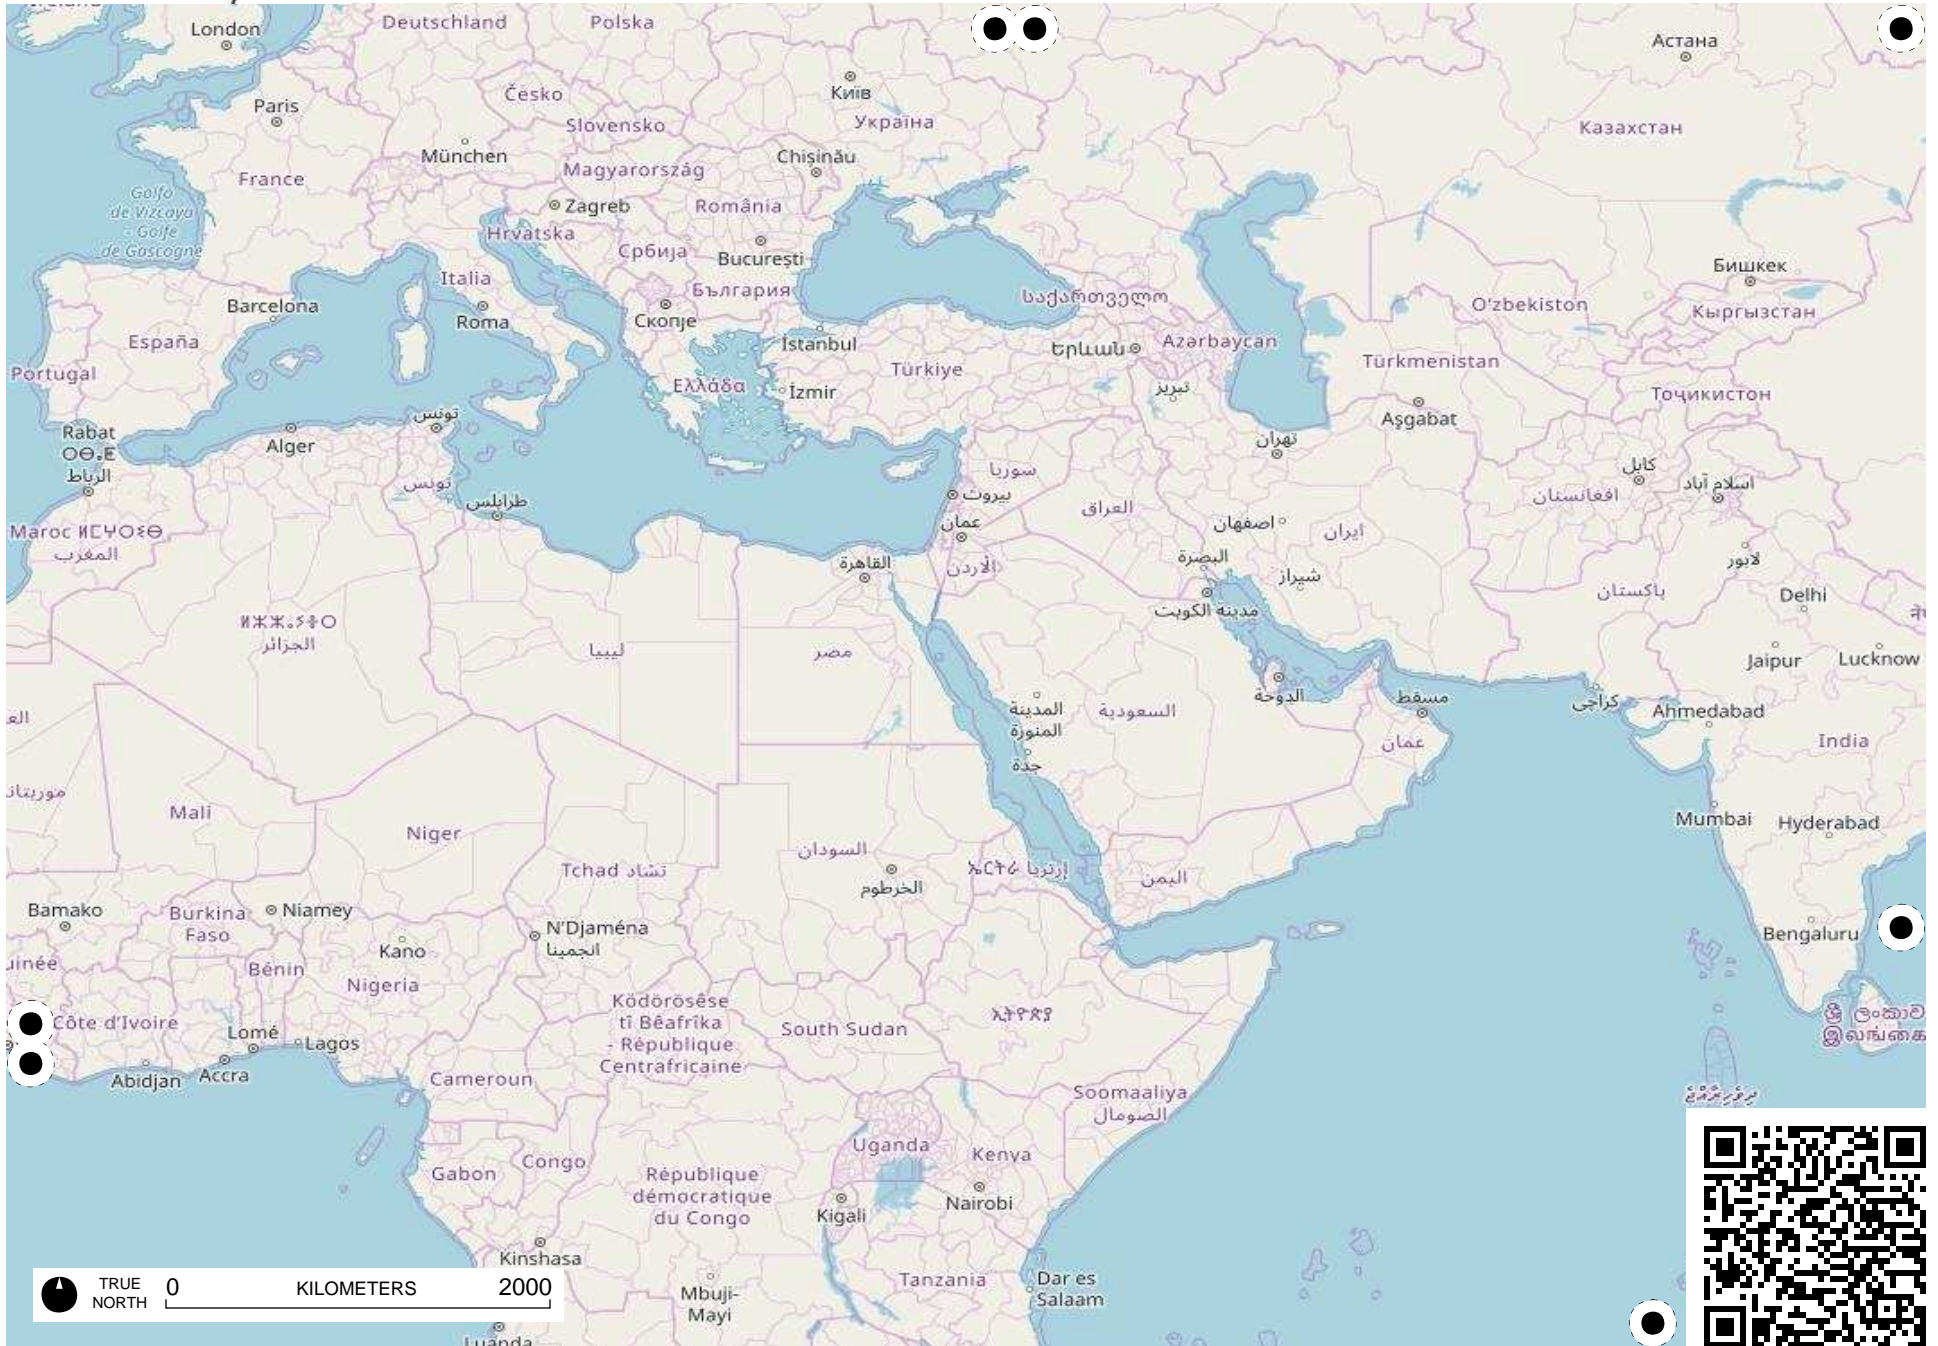 London
Deutschland
Polska
Астана
Česko
Київ
Paris
Slovensko
Україна
Казахстан
München
Magyarország
Chișinău
France
Golfo
de Vizcaya
- Golfe
de Gascogne
Zagreb
România
Hrvatska
Србија
București
Italia
България
Бишкек
Barcelona
Roma
Скопје
საქართველო
Oʻzbekiston
Кыргызстан
España
İstanbul
Երևան
Azərbaycan
Portugal
Ελλάδα
Türkiye
تبریز
Türkmenistan
Тоҷикистон
İzmir
Aşgabat
تونس
Rabat
ⵔⴱⴰⵟ
الرباط
Alger
تهران
سوريا
کابل
اسلام آباد
تونس
طرابلس
بيروت
العراق
افغانستان
Maroc ⵍⵎⵖⵔⵉⴱ
المغرب
عمان
اصفهان
ایران
القاهرة
الأردن
البصرة
شیراز
لاہور
مدينة الكويت
پاکستان
Delhi
ⵍⵣⵣⴰⵢⴻⵔ
الجزائر
ليبيا
مصر
Jaipur
Lucknow
المدينة
المنورة
السعودية
الدوحة
مسقط
کراچی
Ahmedabad
India
عمان
جدة
Mali
Niger
Mumbai
Hyderabad
السودان
Tchad تشاد
ኤርትራ إرتريا
اليمن
الخرطوم
Bamako
Burkina
Faso
Niamey
N'Djaména
انجمينا
Kano
Bengaluru
Bénin
Nigeria
Ködörösêse
tî Bêafrîka
- République
Centrafricaine
South Sudan
ኢትዮጵያ
Côte d'Ivoire
Lomé
Lagos
Abidjan
Accra
Cameroun
Soomaaliya
الصومال
ދިވެހިރާއްޖެ
Uganda
Kenya
Gabon
Congo
République
démocratique
du Congo
Kigali
Nairobi
Kinshasa
Tanzania
Dar es
Salaam
Mbuji-
Mayi
Luanda
TRUE
NORTH
0 KILOMETERS 2000